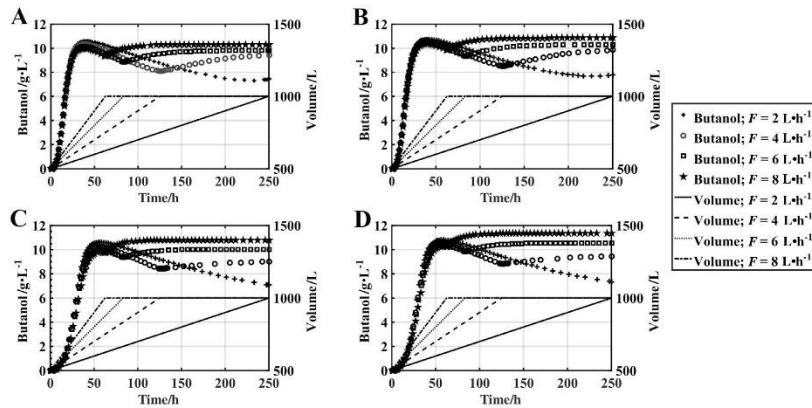 A
B
Butanol/g•L⁻¹
12
10
8
6
4
2
0
1500
1000
500
Volume/L
0 50 100 150 200 250
Time/h
Butanol/g•L⁻¹
12
10
8
6
4
2
0
1500
1000
500
Volume/L
0 50 100 150 200 250
Time/h
C
D
Butanol/g•L⁻¹
12
10
8
6
4
2
0
1500
1000
500
Volume/L
0 50 100 150 200 250
Time/h
Butanol/g•L⁻¹
12
10
8
6
4
2
0
1500
1000
500
Volume/L
0 50 100 150 200 250
Time/h
Butanol; F = 2 L•h⁻¹
Butanol; F = 4 L•h⁻¹
Butanol; F = 6 L•h⁻¹
Butanol; F = 8 L•h⁻¹
Volume; F = 2 L•h⁻¹
Volume; F = 4 L•h⁻¹
Volume; F = 6 L•h⁻¹
Volume; F = 8 L•h⁻¹